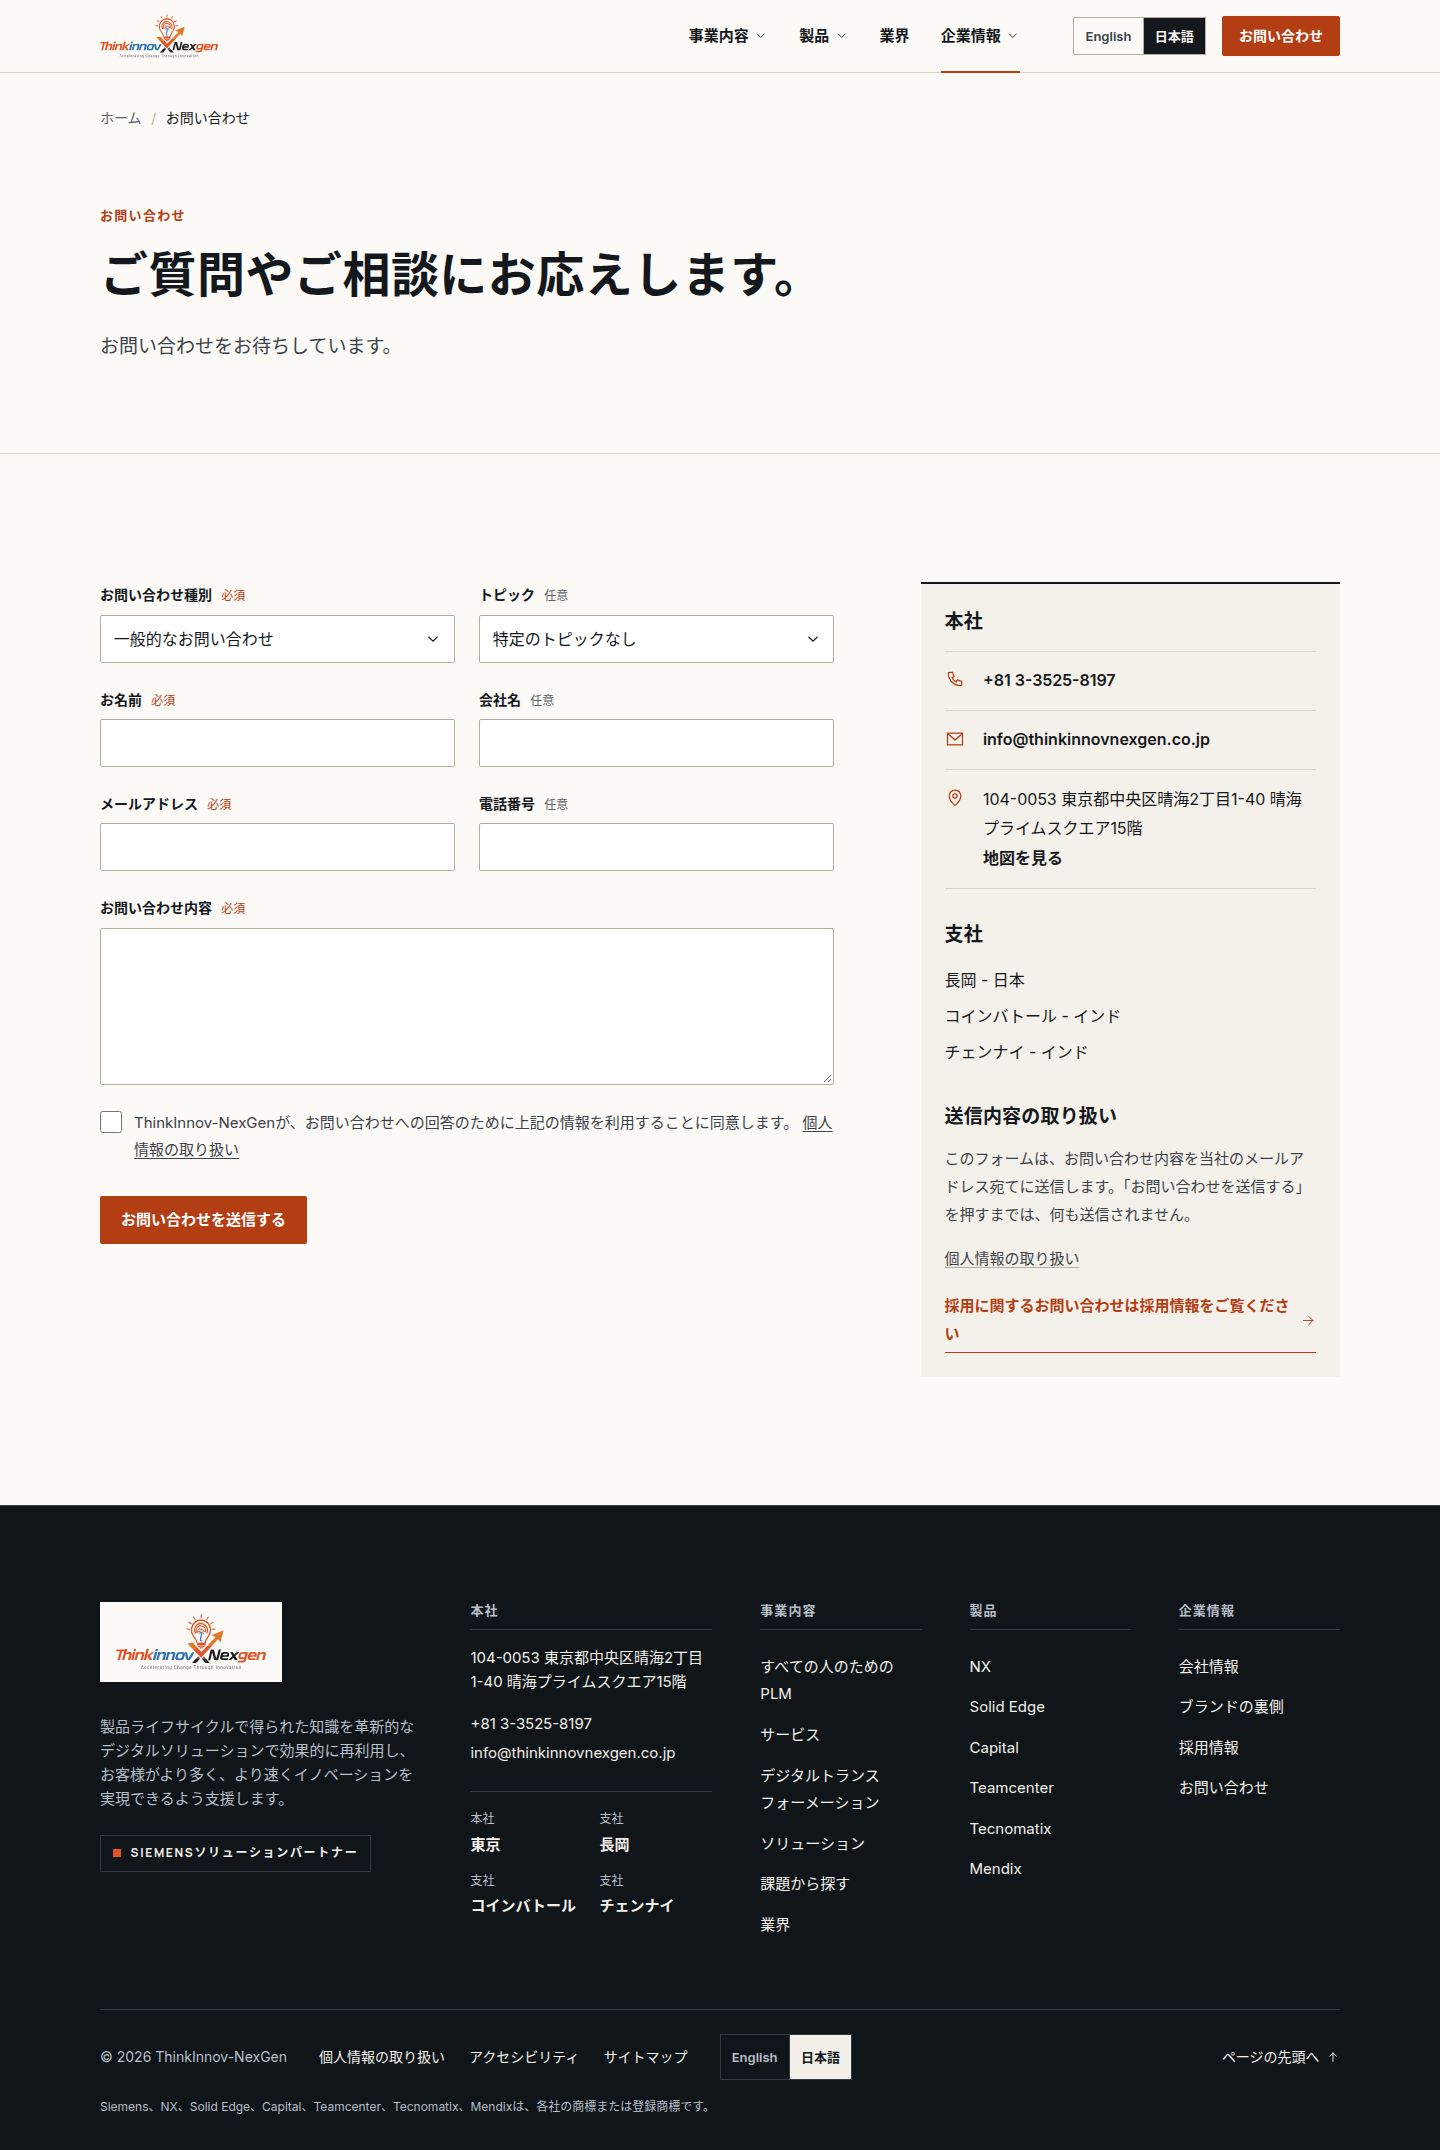 ThinkinnovXNexgen
Accelerating Change Through Innovation
事業内容
製品
業界
企業情報
English
日本語
お問い合わせ
ホーム / お問い合わせ
お問い合わせ
ご質問やご相談にお応えします。
お問い合わせをお待ちしています。
お問い合わせ種別 必須
トピック 任意
一般的なお問い合わせ
特定のトピックなし
お名前 必須
会社名 任意
メールアドレス 必須
電話番号 任意
お問い合わせ内容 必須
ThinkInnov-NexGenが、お問い合わせへの回答のために上記の情報を利用することに同意します。 個人
情報の取り扱い
お問い合わせを送信する
本社
+81 3-3525-8197
info@thinkinnovnexgen.co.jp
104-0053 東京都中央区晴海2丁目1-40 晴海
プライムスクエア15階
地図を見る
支社
長岡 - 日本
コインバトール - インド
チェンナイ - インド
送信内容の取り扱い
このフォームは、お問い合わせ内容を当社のメールア
ドレス宛てに送信します。「お問い合わせを送信する」
を押すまでは、何も送信されません。
個人情報の取り扱い
採用に関するお問い合わせは採用情報をご覧くださ
い
ThinkinnovXNexgen
Accelerating Change Through Innovation
製品ライフサイクルで得られた知識を革新的な
デジタルソリューションで効果的に再利用し、
お客様がより多く、より速くイノベーションを
実現できるよう支援します。
SIEMENSソリューションパートナー
本社
104-0053 東京都中央区晴海2丁目
1-40 晴海プライムスクエア15階
+81 3-3525-8197
info@thinkinnovnexgen.co.jp
本社
東京
支社
長岡
支社
コインバトール
支社
チェンナイ
事業内容
すべての人のための
PLM
サービス
デジタルトランス
フォーメーション
ソリューション
課題から探す
業界
製品
NX
Solid Edge
Capital
Teamcenter
Tecnomatix
Mendix
企業情報
会社情報
ブランドの裏側
採用情報
お問い合わせ
© 2026 ThinkInnov-NexGen
個人情報の取り扱い
アクセシビリティ
サイトマップ
English
日本語
ページの先頭へ ↑
Siemens、NX、Solid Edge、Capital、Teamcenter、Tecnomatix、Mendixは、各社の商標または登録商標です。